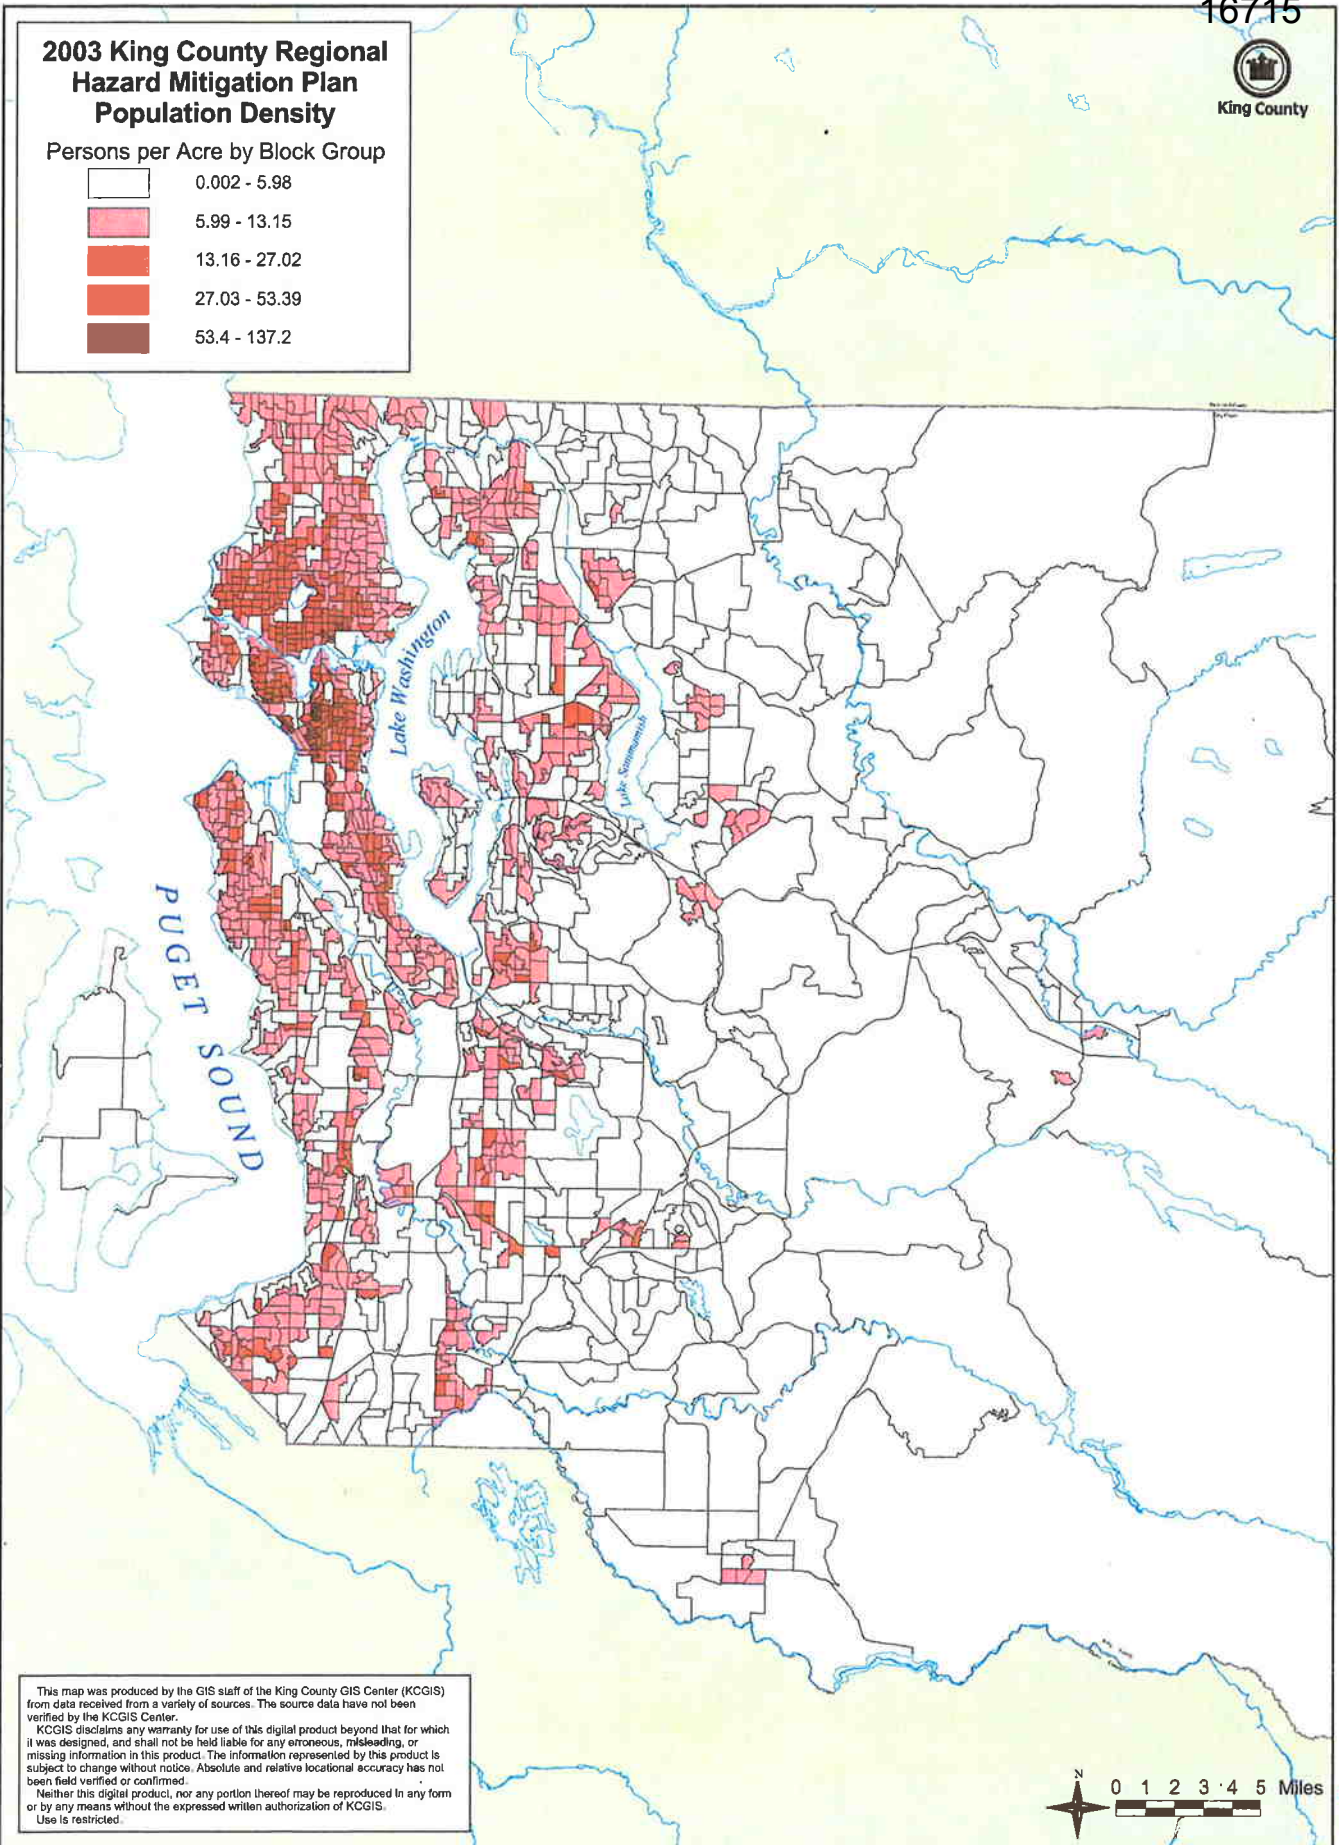 16715
2003 King County Regional
Hazard Mitigation Plan
Population Density
Persons per Acre by Block Group
0.002 - 5.98
5.99 - 13.15
13.16 - 27.02
27.03 - 53.39
53.4 - 137.2
King County
Lake Washington
Lake Sammamish
PUGET SOUND
This map was produced by the GIS staff of the King County GIS Center (KCGIS)
from data received from a variety of sources. The source data have not been
verified by the KCGIS Center.
KCGIS disclaims any warranty for use of this digital product beyond that for which
it was designed, and shall not be held liable for any erroneous, misleading, or
missing information in this product. The information represented by this product is
subject to change without notice. Absolute and relative locational accuracy has not
been field verified or confirmed.
Neither this digital product, nor any portion thereof may be reproduced in any form
or by any means without the expressed written authorization of KCGIS.
Use is restricted.
N
0 1 2 3 4 5 Miles